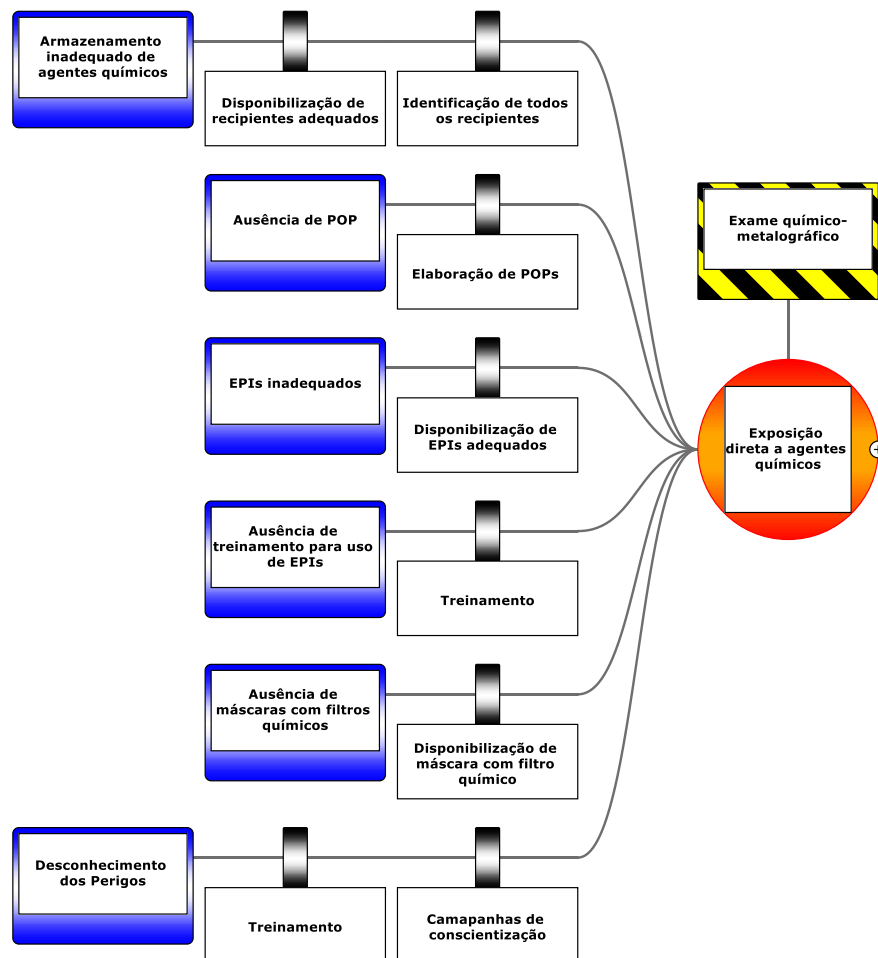 Armazenamento
inadequado de
agentes químicos
Disponibilização de
recipientes adequados
Identificação de todos
os recipientes
Ausência de POP
Elaboração de POPs
Exame químico-
metalográfico
EPIs inadequados
Disponibilização de
EPIs adequados
Exposição
direta a agentes
químicos
Ausência de
treinamento para uso
de EPIs
Treinamento
Ausência de
máscaras com filtros
químicos
Disponibilização de
máscara com filtro
químico
Desconhecimento
dos Perigos
Treinamento
Camapanhas de
conscientização